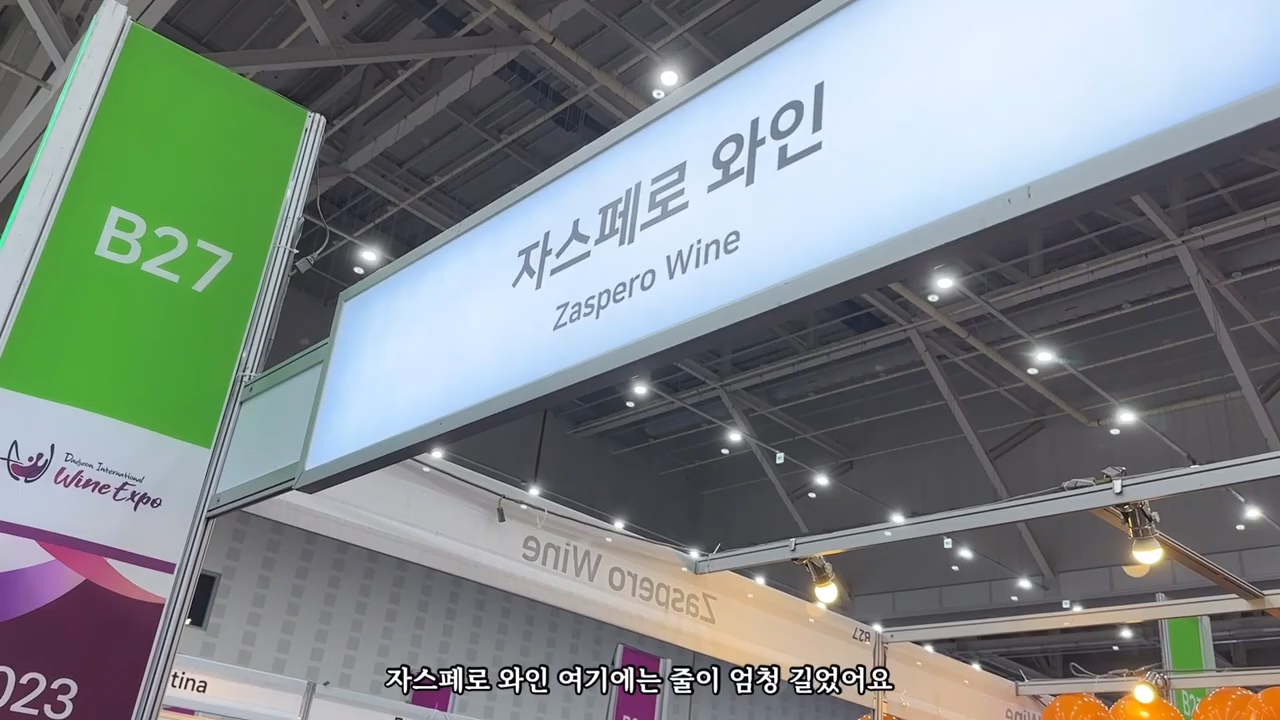 B27
자스페로 와인
Zaspero Wine
Daejeon International
Wine Expo
Zaspero Wine
B27
023
tina
자스페로 와인 여기에는 줄이 엄청 길었어요